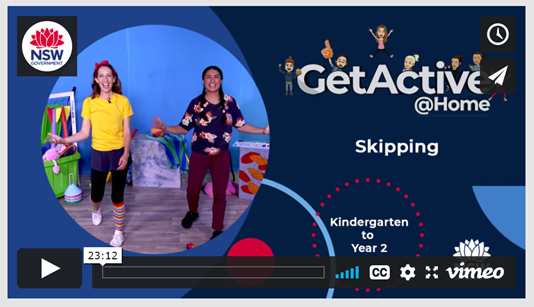 NSW
GOVERNMENT
GetActive
@Home
Skipping
Kindergarten
to
Year 2
23:12
CC
vimeo